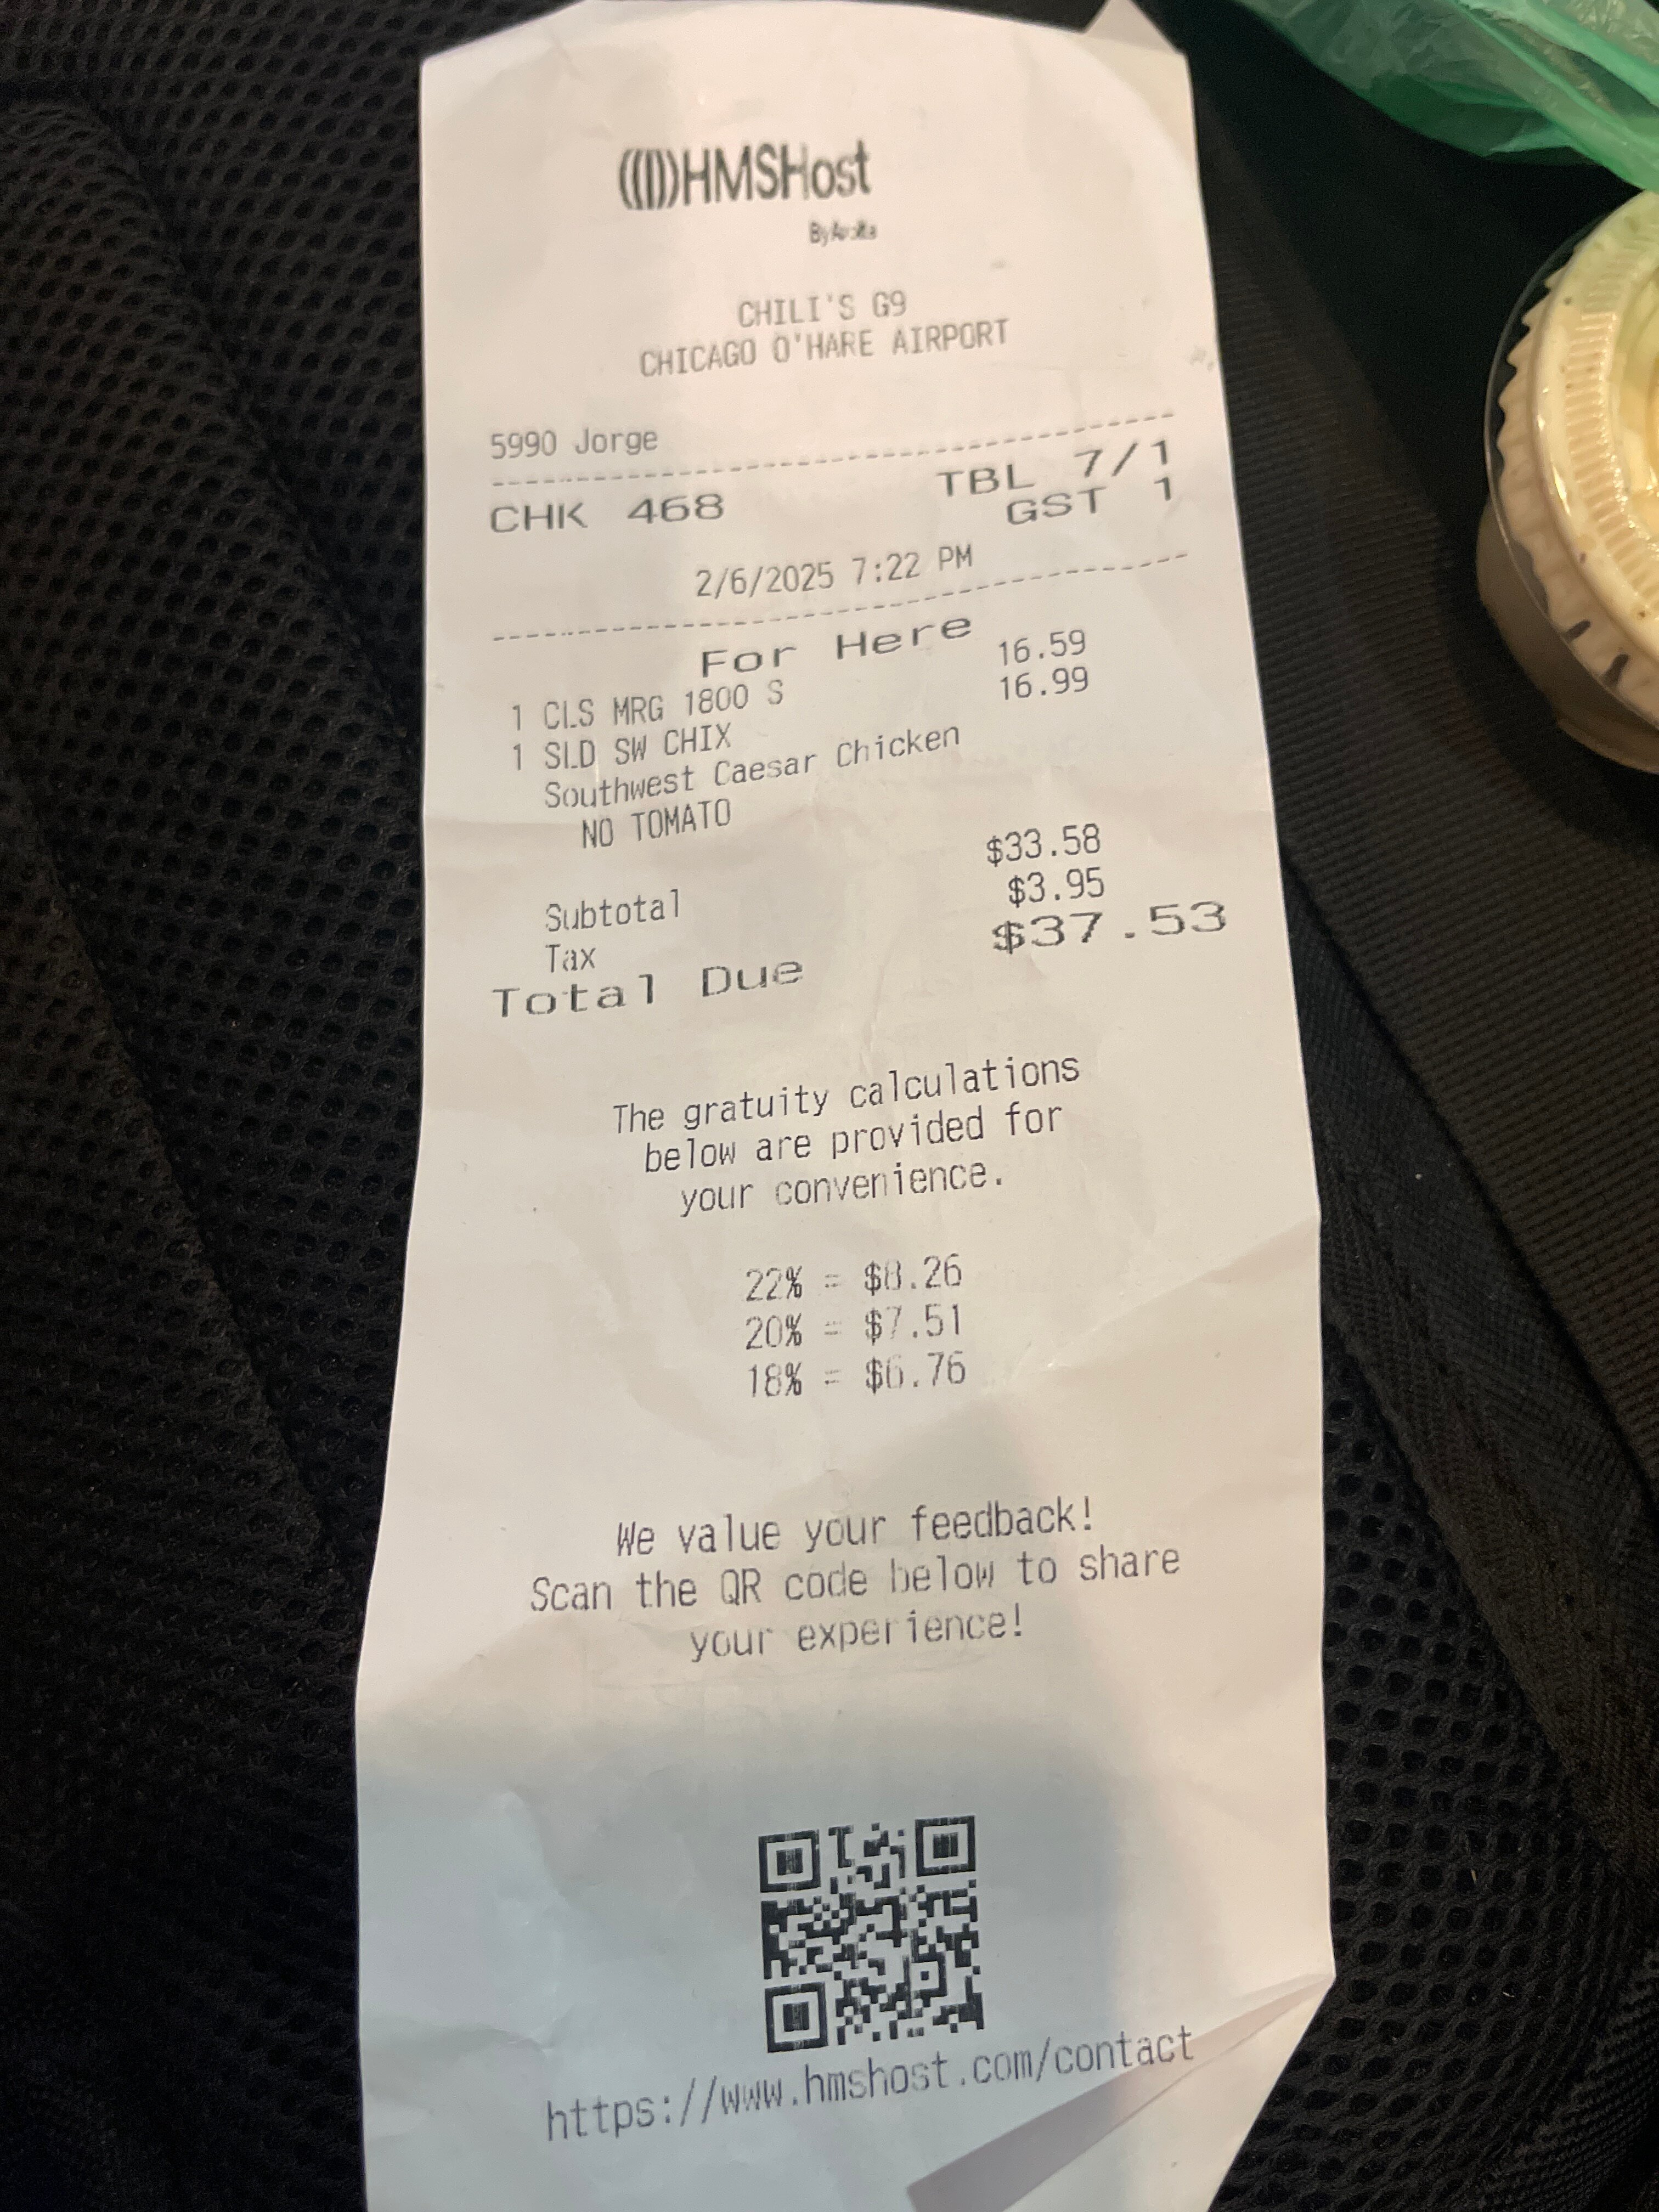 HMSHost
By Avolta
CHILI'S G9
CHICAGO O'HARE AIRPORT
5990 Jorge
CHK 468 TBL 7/1
GST 1
2/6/2025 7:22 PM
For Here
1 CLS MRG 1800 S 16.59
1 SLD SW CHIX 16.99
Southwest Caesar Chicken
NO TOMATO
Subtotal $33.58
Tax $3.95
Total Due $37.53
The gratuity calculations
below are provided for
your convenience.
22% = $8.26
20% = $7.51
18% = $6.76
We value your feedback!
Scan the QR code below to share
your experience!
https://www.hmshost.com/contact